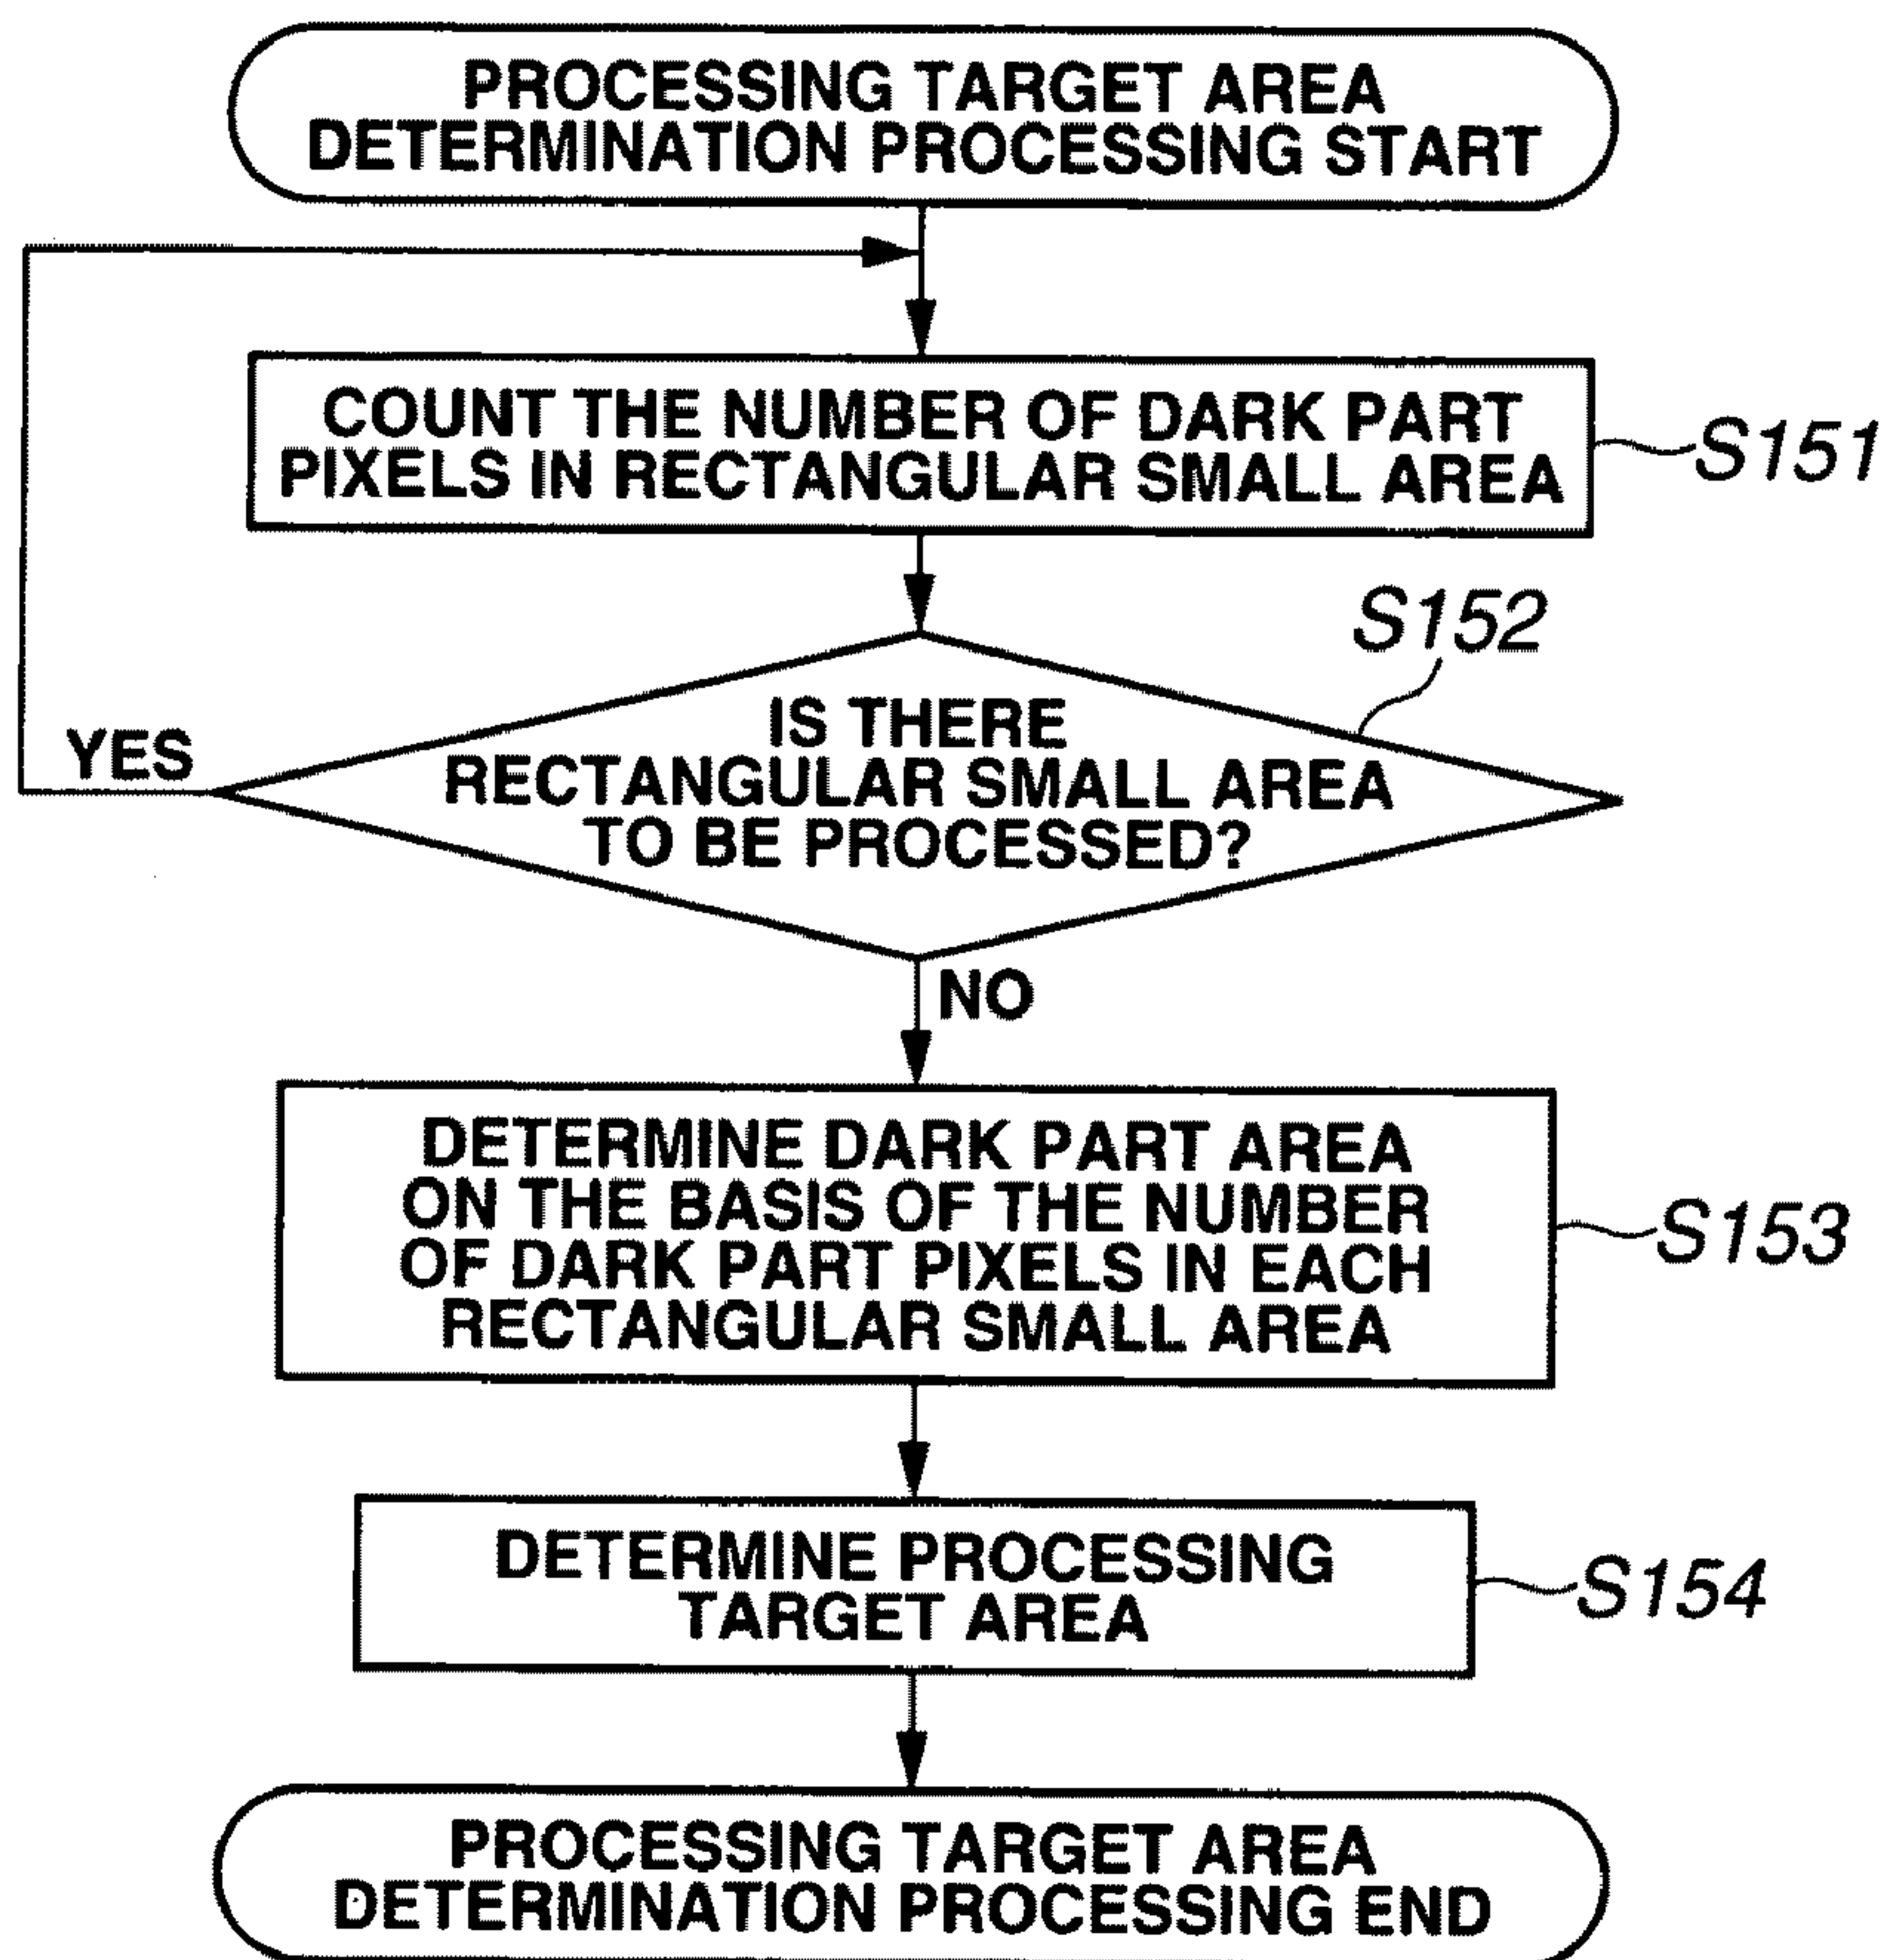 PROCESSING TARGET AREA
DETERMINATION PROCESSING START
COUNT THE NUMBER OF DARK PART
PIXELS IN RECTANGULAR SMALL AREA
S151
S152
IS THERE
RECTANGULAR SMALL AREA
TO BE PROCESSED?
YES
NO
DETERMINE DARK PART AREA
ON THE BASIS OF THE NUMBER
OF DARK PART PIXELS IN EACH
RECTANGULAR SMALL AREA
S153
DETERMINE PROCESSING
TARGET AREA
S154
PROCESSING TARGET AREA
DETERMINATION PROCESSING END